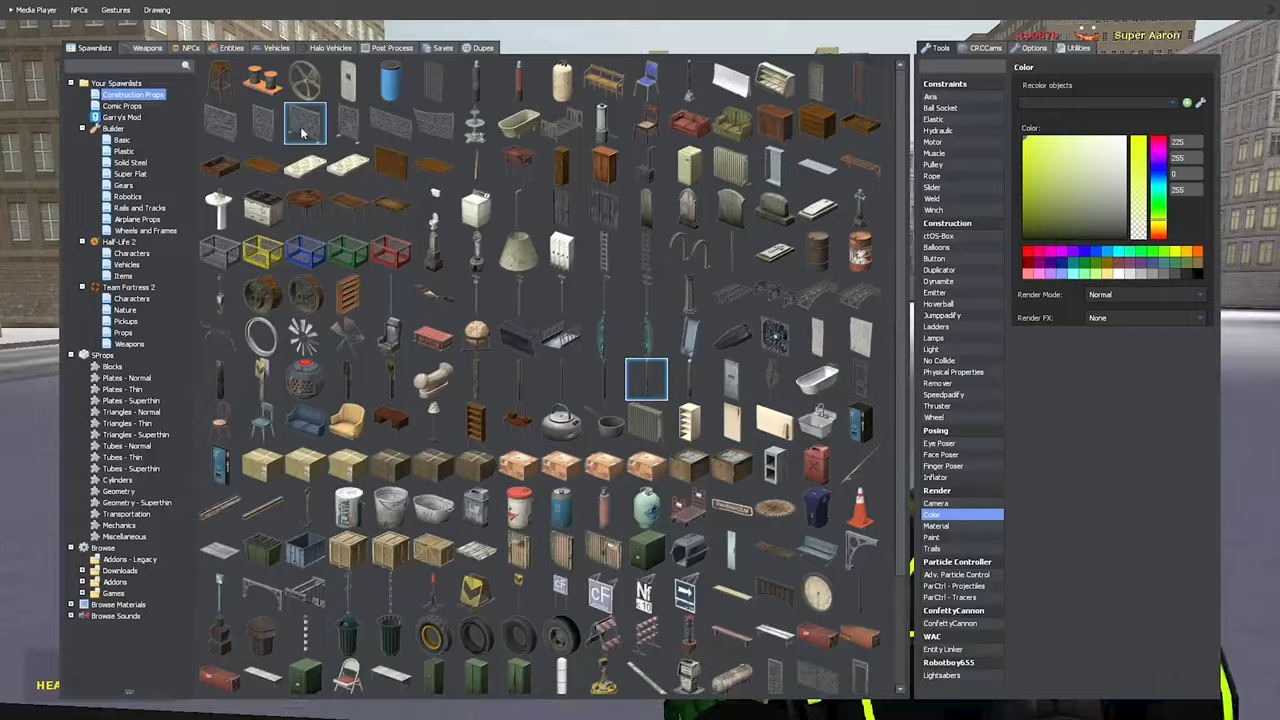 Media Player NPCs Gestures Drawing
Super Aaron
Spawnlists Weapons NPCs Entities Vehicles Halo Vehicles Post Process Saves Dupes
Tools CRCCams Options Utilities
Your Spawnlists
Construction Props
Comic Props
Garry's Mod
Builder
Basic
Plastic
Solid Steel
Super Flat
Gears
Robotics
Rails and Tracks
Airplane Props
Wheels and Frames
Half-Life 2
Characters
Vehicles
Items
Team Fortress 2
Characters
Nature
Pickups
Props
Weapons
SProps
Blocks
Plates - Normal
Plates - Thin
Plates - Superthin
Triangles - Normal
Triangles - Thin
Triangles - Superthin
Tubes - Normal
Tubes - Thin
Tubes - Superthin
Cylinders
Geometry
Geometry - Superthin
Transportation
Mechanics
Miscellaneous
Browse
Addons - Legacy
Downloads
Addons
Games
Browse Materials
Browse Sounds
HEA
Constraints
Axis
Ball Socket
Elastic
Hydraulic
Motor
Muscle
Pulley
Rope
Slider
Weld
Winch
Construction
ctOS-Box
Balloons
Button
Duplicator
Dynamite
Emitter
Hoverball
Jumppadify
Ladders
Lamps
Light
No Collide
Physical Properties
Remover
Speedpadify
Thruster
Wheel
Posing
Eye Poser
Face Poser
Finger Poser
Inflator
Render
Camera
Color
Material
Paint
Trails
Particle Controller
Adv. Particle Control
ParCtrl - Projectiles
ParCtrl - Tracers
ConfettyCannon
ConfettyCannon
WAC
Entity Linker
Robotboy655
Lightsabers
Color
Recolor objects
Color:
225
255
0
255
Render Mode: Normal
Render FX: None